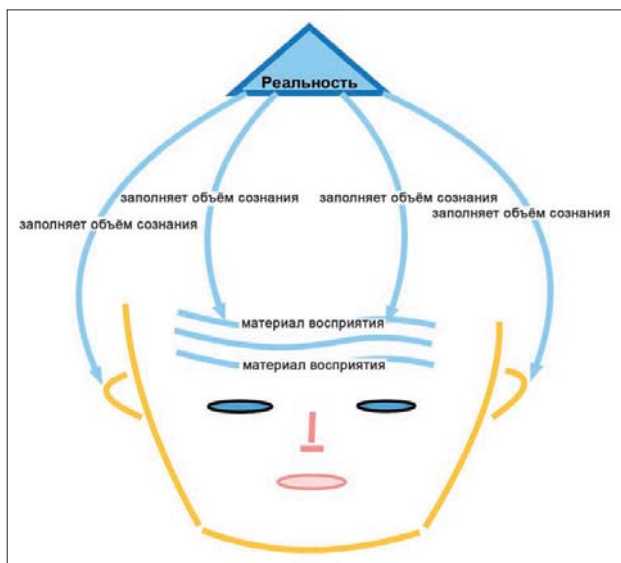 Реальность
заполняет объём сознания
заполняет объём сознания
заполняет объём сознания
заполняет объём сознания
материал восприятия
материал восприятия